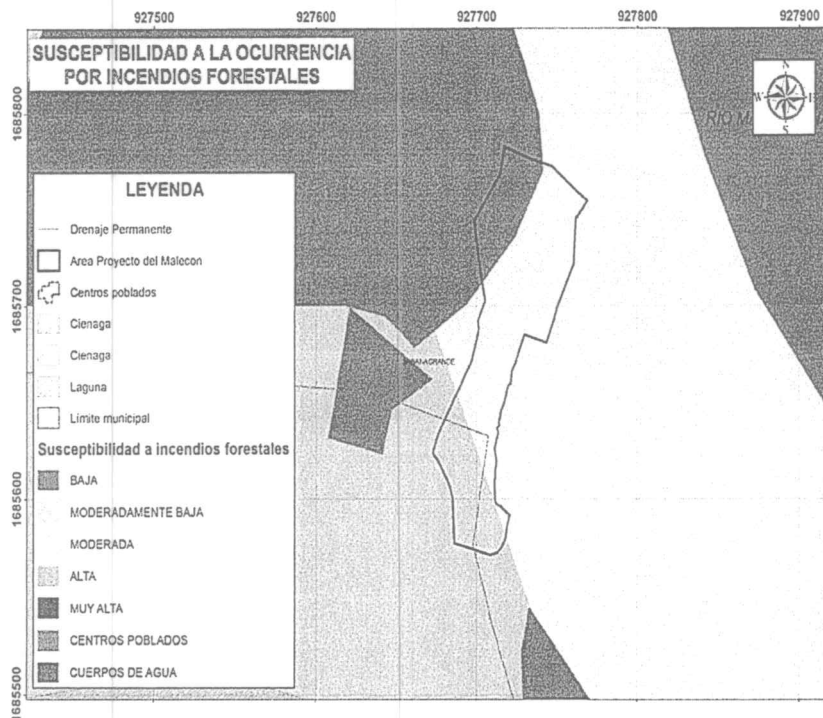 927500 927600 927700 927800 927900
SUSCEPTIBILIDAD A LA OCURRENCIA
POR INCENDIOS FORESTALES
N
W E
S
RIO
1685800
LEYENDA
Drenaje Permanente
Area Proyecto del Malecon
Centros poblados
Cienaga
Cienaga
Laguna
Limite municipal
Susceptibilidad a incendios forestales
BAJA
MODERADAMENTE BAJA
MODERADA
ALTA
MUY ALTA
CENTROS POBLADOS
CUERPOS DE AGUA
1685700
1685600
1685500